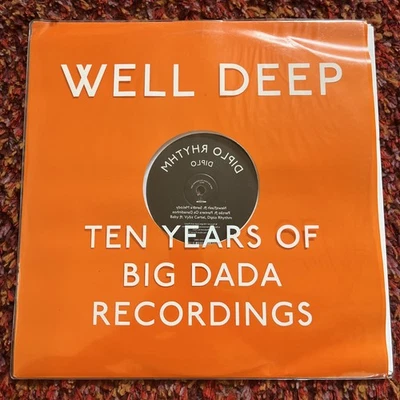 WELL DEEP
DIPLO RHYTHM
DIPLO
TEN YEARS OF
BIG DADA
RECORDINGS